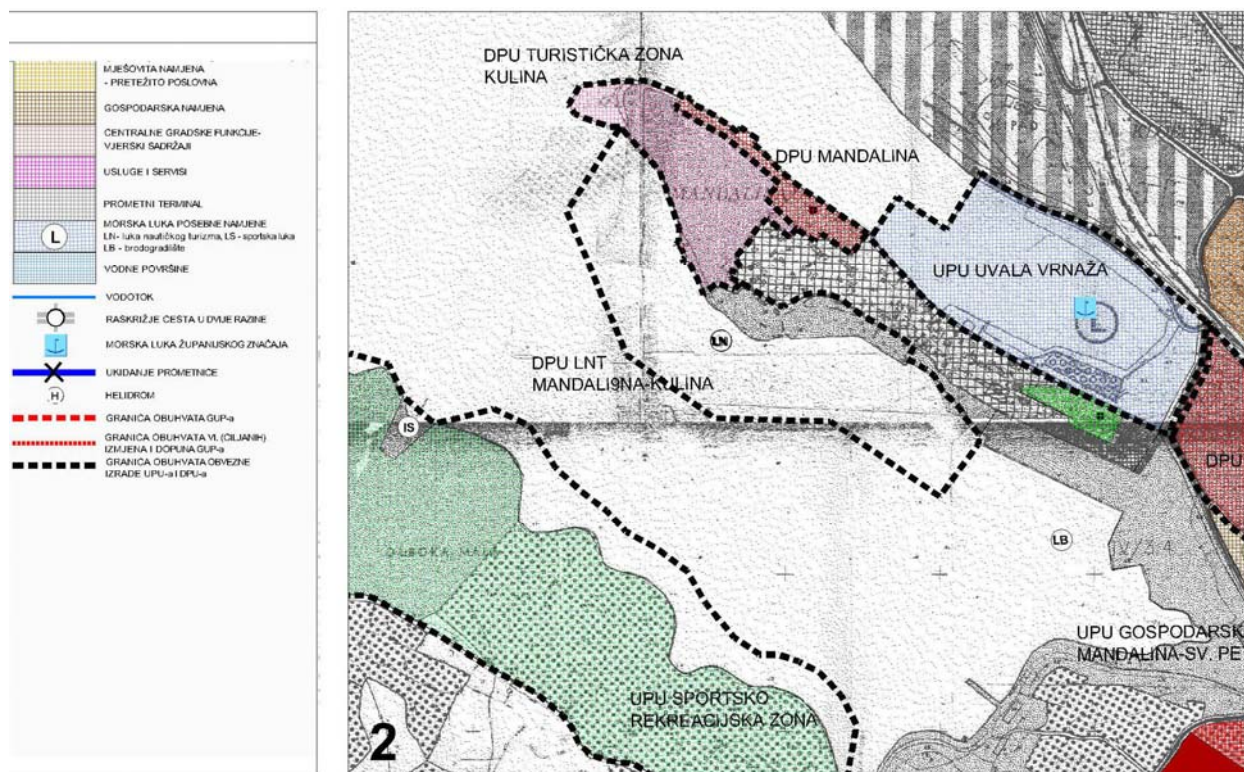 MJEŠOVITA NAMJENA
- PRETEŽITO POSLOVNA
GOSPODARSKA NAMJENA
CENTRALNE GRADSKE FUNKCIJE-
VJERSKI SADRŽAJI
USLUGE I SERVISI
PROMETNI TERMINAL
L
MORSKA LUKA POSEBNE NAMJENE
LN- luka nautičkog turizma, LS - sportska luka
LB - brodogradilište
VODNE POVRŠINE
VODOTOK
RASKRIŽJE CESTA U DVIJE RAZINE
MORSKA LUKA ŽUPANIJSKOG ZNAČAJA
UKIDANJE PROMETNICE
H
HELIDROM
GRANICA OBUHVATA GUP-a
GRANICA OBUHVATA VI. (CILJANIH)
IZMJENA I DOPUNA GUP-a
GRANICA OBUHVATA OBVEZNE
IZRADE UPU-a I DPU-a
DPU TURISTIČKA ZONA
KULINA
DPU MANDALINA
UPU UVALA VRNAŽA
L
LN
DPU LNT
MANDALI9NA-KULINA
IS
DPU
LB
IV/3.4
UPU GOSPODARSK
MANDALINA-SV. PE
UPU SPORTSKO
REKREACIJSKA ZONA
2